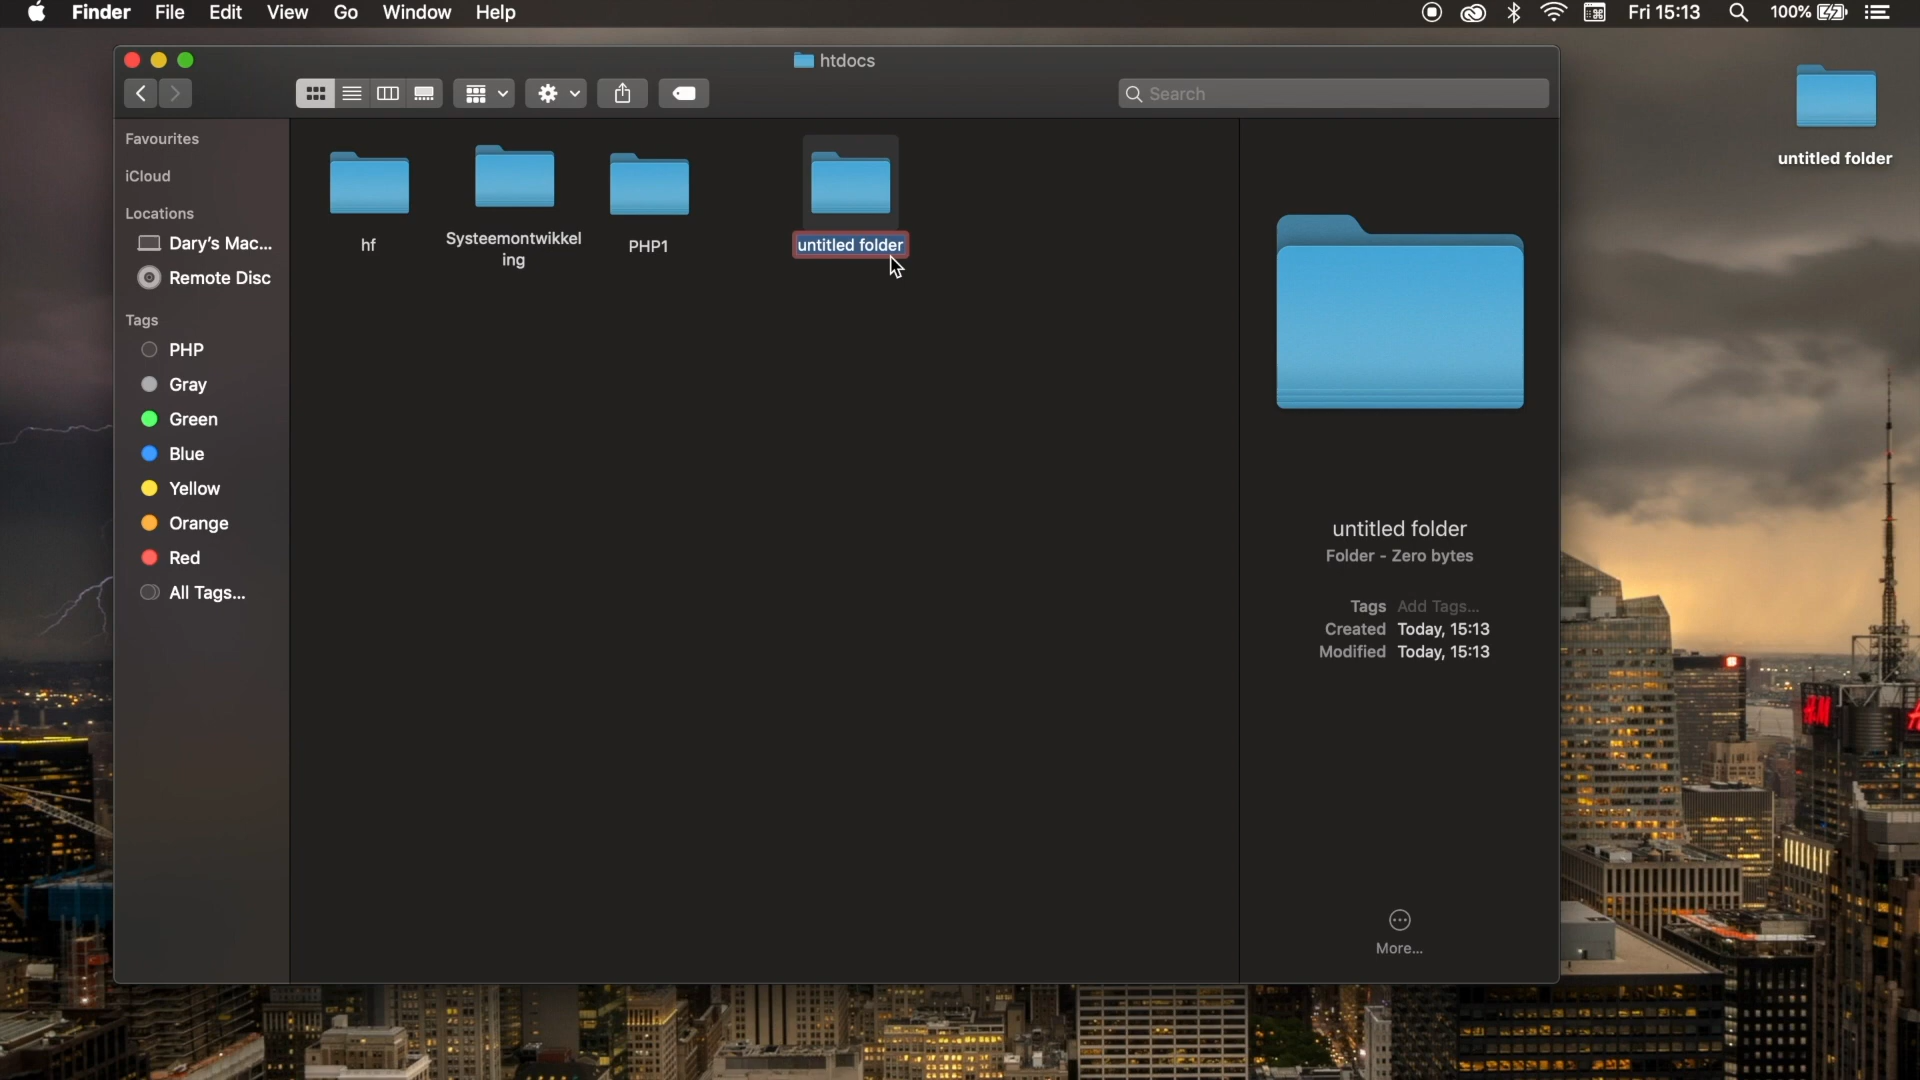 Finder File Edit View Go Window Help
Fri 15:13 100%
htdocs
Search
untitled folder
Favourites
iCloud
Locations
Dary's Mac...
Remote Disc
Tags
PHP
Gray
Green
Blue
Yellow
Orange
Red
All Tags...
hf
Systeemontwikkel
ing
PHP1
untitled folder
untitled folder
Folder - Zero bytes
Tags Add Tags...
Created Today, 15:13
Modified Today, 15:13
More...
H&M